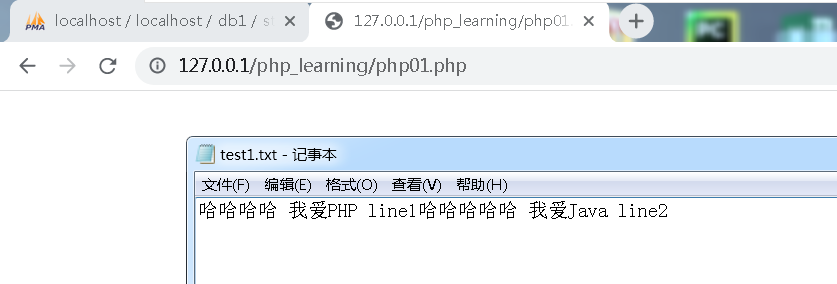 localhost / localhost / db1 / st
127.0.0.1/php_learning/php01.
127.0.0.1/php_learning/php01.php
test1.txt - 记事本
文件(F) 编辑(E) 格式(O) 查看(V) 帮助(H)
哈哈哈哈 我爱PHP line1哈哈哈哈哈 我爱Java line2